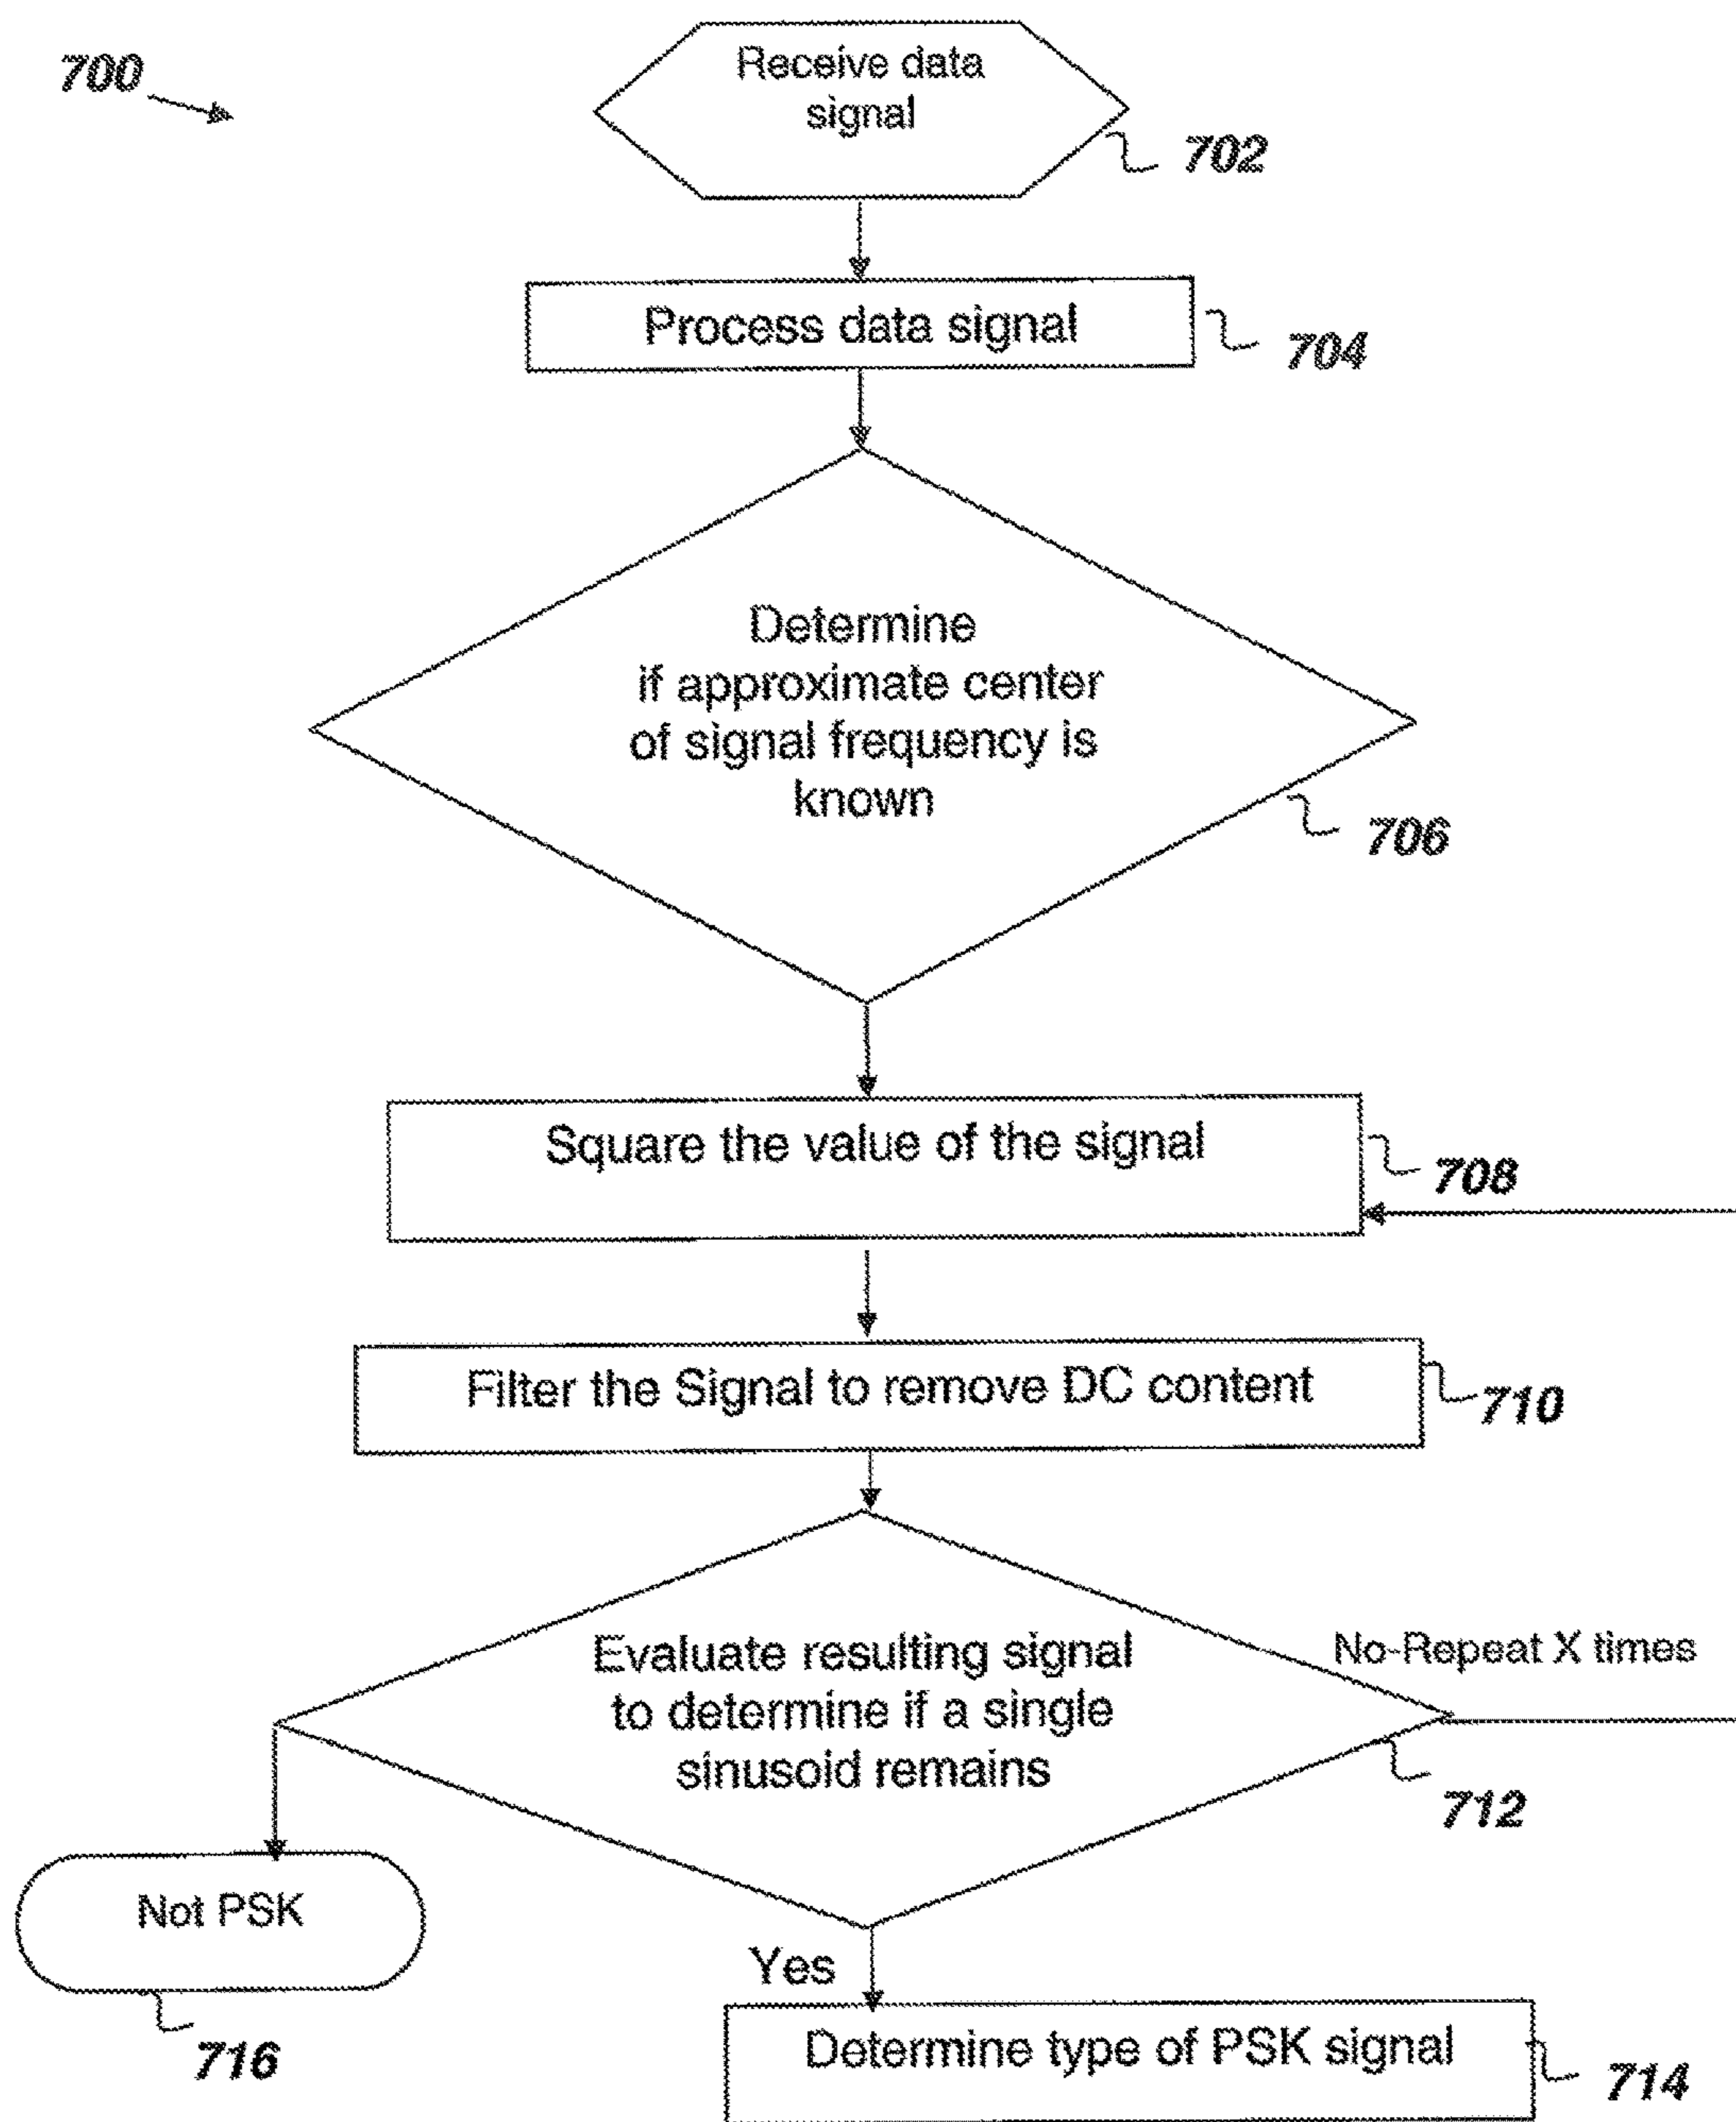 700
Receive data
signal
702
Process data signal
704
Determine
if approximate center
of signal frequency is
known
706
Square the value of the signal
708
Filter the Signal to remove DC content
710
Evaluate resulting signal
to determine if a single
sinusoid remains
No-Repeat X times
712
Not PSK
716
Yes
Determine type of PSK signal
714